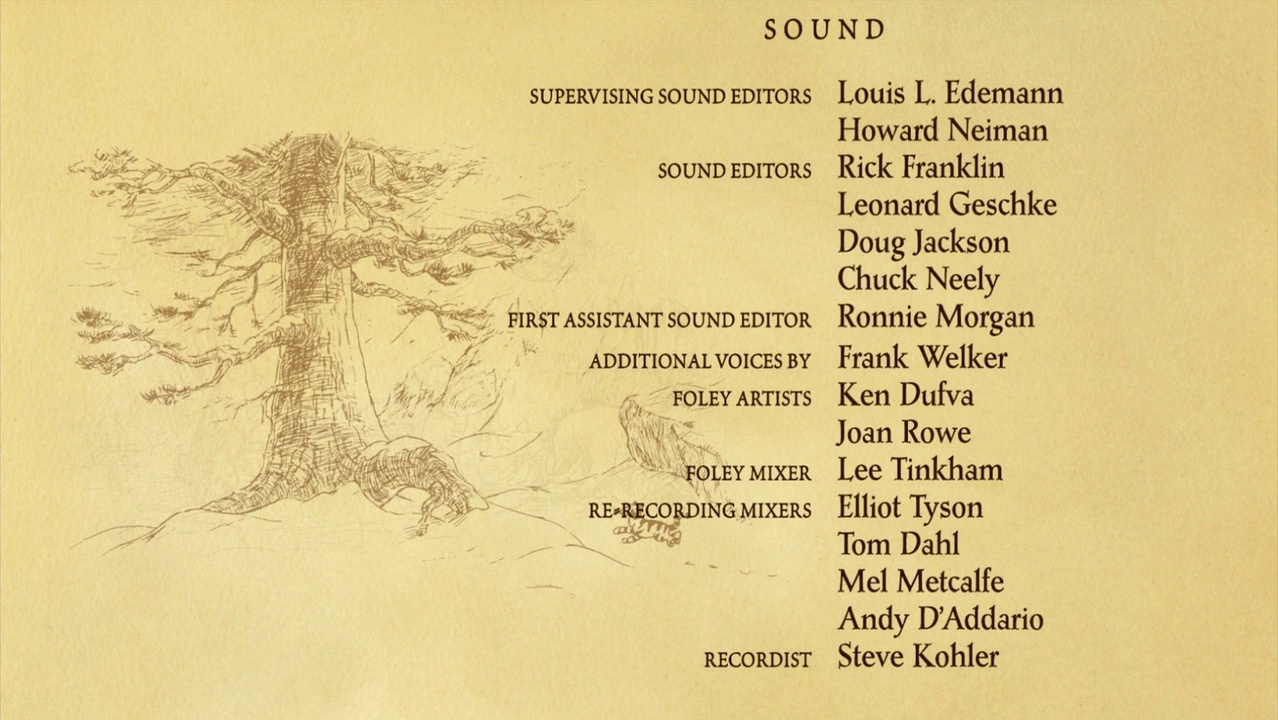 SOUND
SUPERVISING SOUND EDITORS Louis L. Edemann
Howard Neiman
SOUND EDITORS Rick Franklin
Leonard Geschke
Doug Jackson
Chuck Neely
FIRST ASSISTANT SOUND EDITOR Ronnie Morgan
ADDITIONAL VOICES BY Frank Welker
FOLEY ARTISTS Ken Dufva
Joan Rowe
FOLEY MIXER Lee Tinkham
RE-RECORDING MIXERS Elliot Tyson
Tom Dahl
Mel Metcalfe
Andy D'Addario
RECORDIST Steve Kohler